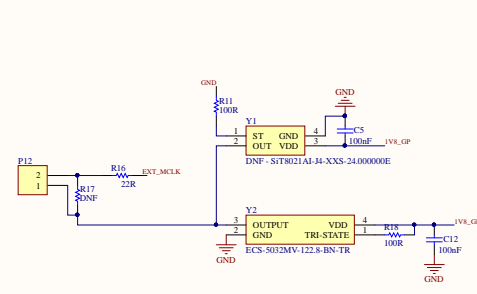 GND
GND
R11
100R
Y1
1
ST
GND
4
2
OUT
VDD
3
C5
100nF
1V8_GP
DNF - SiT8021AI-J4-XXS-24.000000E
P12
2
1
R16
22R
EXT_MCLK
R17
DNF
Y2
3
OUTPUT
VDD
4
2
GND
TRI-STATE
1
R18
100R
GND
ECS-5032MV-122.8-BN-TR
C12
100nF
GND